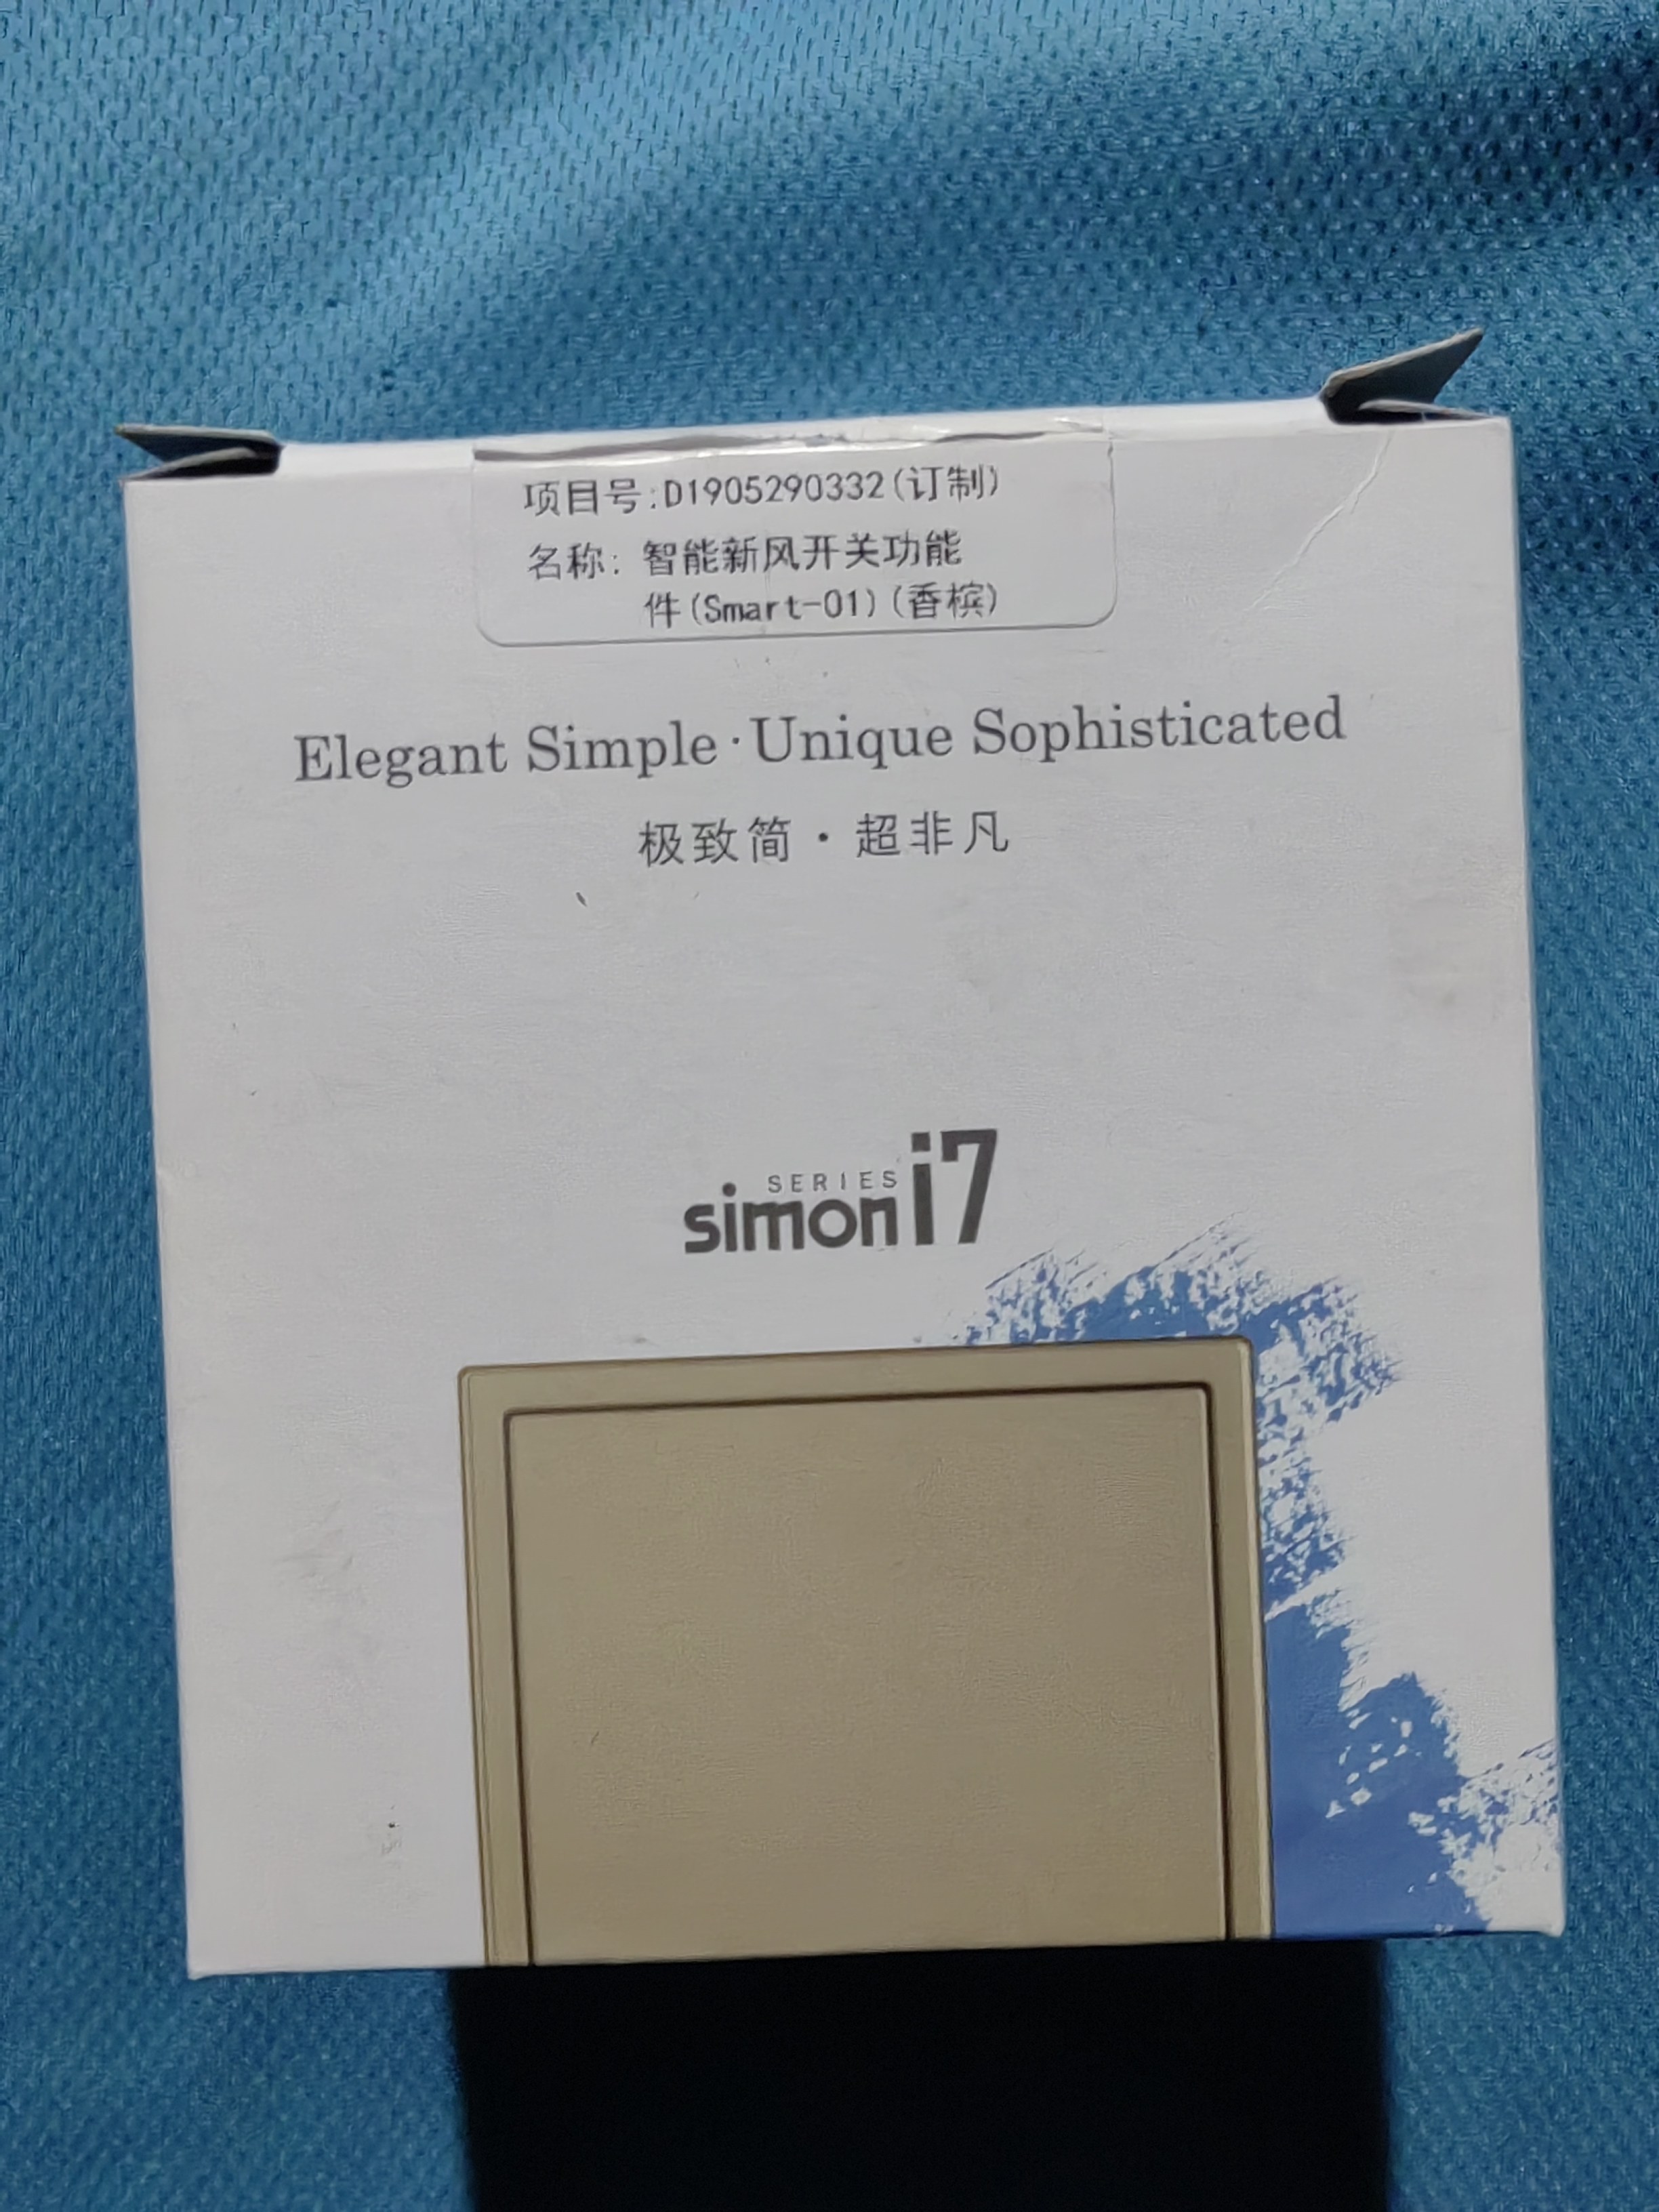 项目号:D1905290332(订制)
名称: 智能新风开关功能
件(Smart-01)(香槟)
Elegant Simple·Unique Sophisticated
极致简·超非凡
SERIES
simon i7